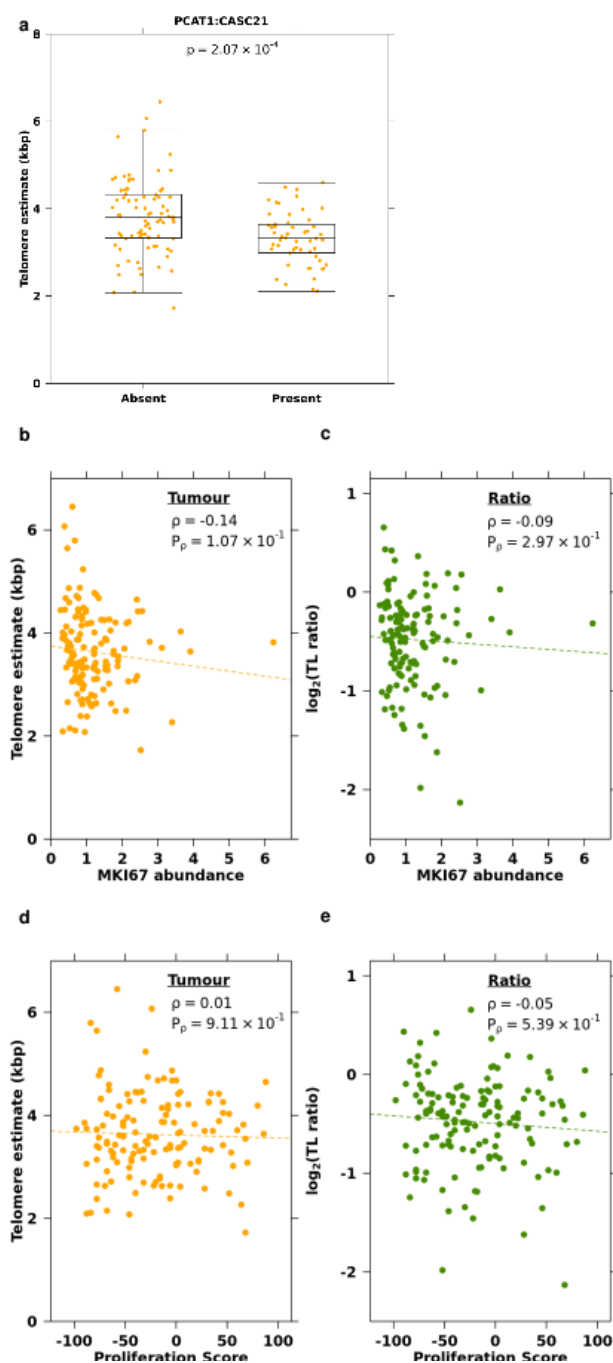 a
PCAT1:CASC21
p = 2.07 × 10⁻⁴
Telomere estimate (kbp)
8
6
4
2
0
Absent Present
b
Tumour
ρ = -0.14
Pρ = 1.07 × 10⁻¹
Telomere estimate (kbp)
6
4
2
0
0 1 2 3 4 5 6
MKI67 abundance
c
Ratio
ρ = -0.09
Pρ = 2.97 × 10⁻¹
log₂(TL ratio)
1
0
-1
-2
0 1 2 3 4 5 6
MKI67 abundance
d
Tumour
ρ = 0.01
Pρ = 9.11 × 10⁻¹
Telomere estimate (kbp)
6
4
2
0
-100 -50 0 50 100
Proliferation Score
e
Ratio
ρ = -0.05
Pρ = 5.39 × 10⁻¹
log₂(TL ratio)
1
-0
-1
-2
-100 -50 0 50 100
Proliferation Score